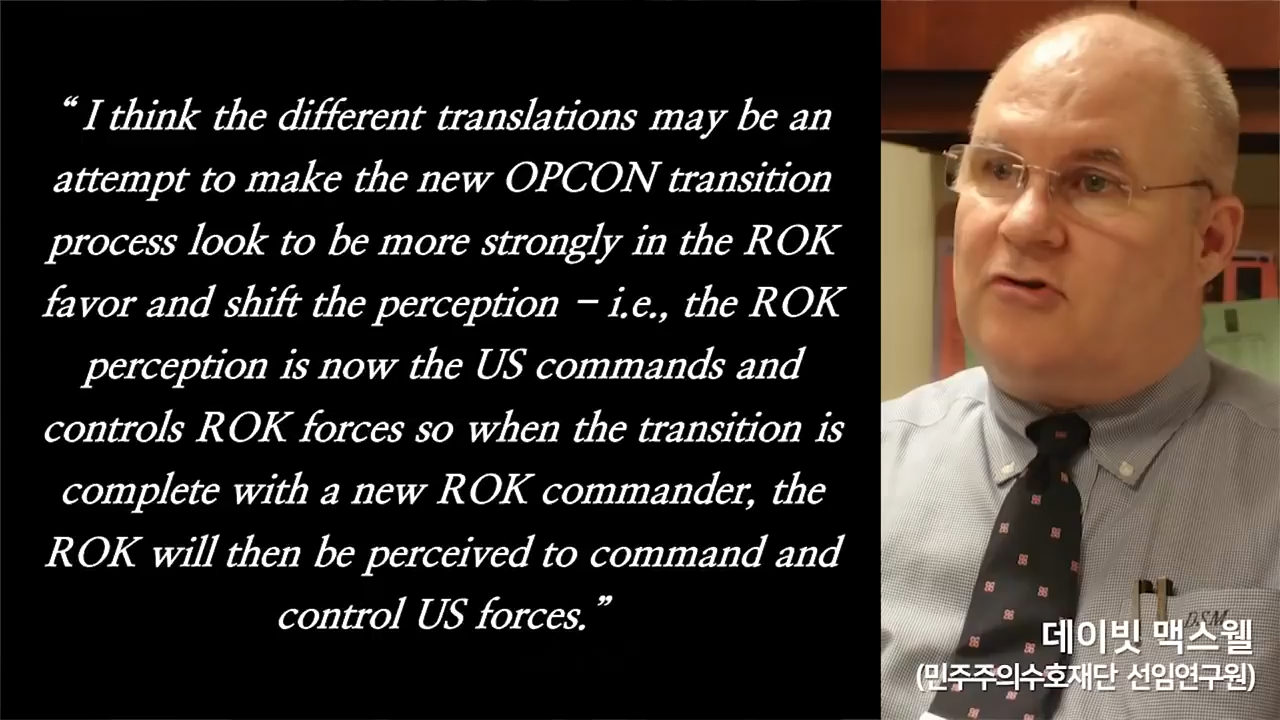 “ I think the different translations may be an
attempt to make the new OPCON transition
process look to be more strongly in the ROK
favor and shift the perception – i.e., the ROK
perception is now the US commands and
controls ROK forces so when the transition is
complete with a new ROK commander, the
ROK will then be perceived to command and
control US forces.”
DSM
데이빗 맥스웰
(민주주의수호재단 선임연구원)